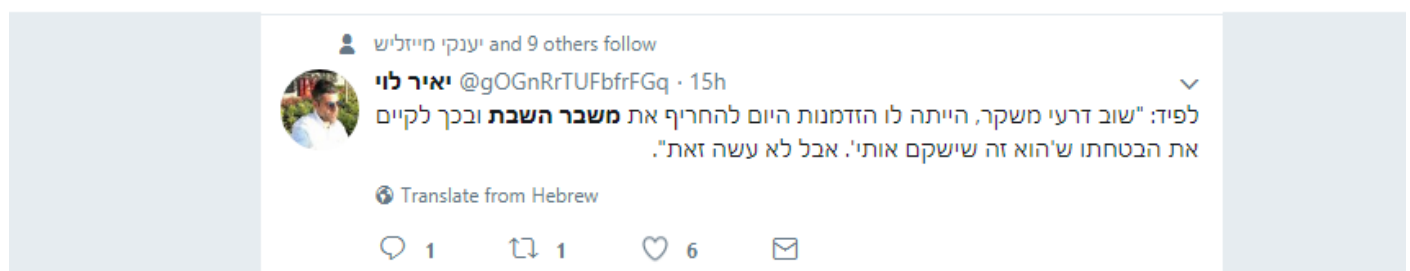 יענקי מייזליש and 9 others follow
יאיר לוי @gOGnRrTUFbfrFGq · 15h
לפיד: "שוב דרעי משקר, הייתה לו הזדמנות היום להחריף את משבר השבת ובכך לקיים
את הבטחתו ש'הוא זה שישקם אותי'. אבל לא עשה זאת".
Translate from Hebrew
1 1 6